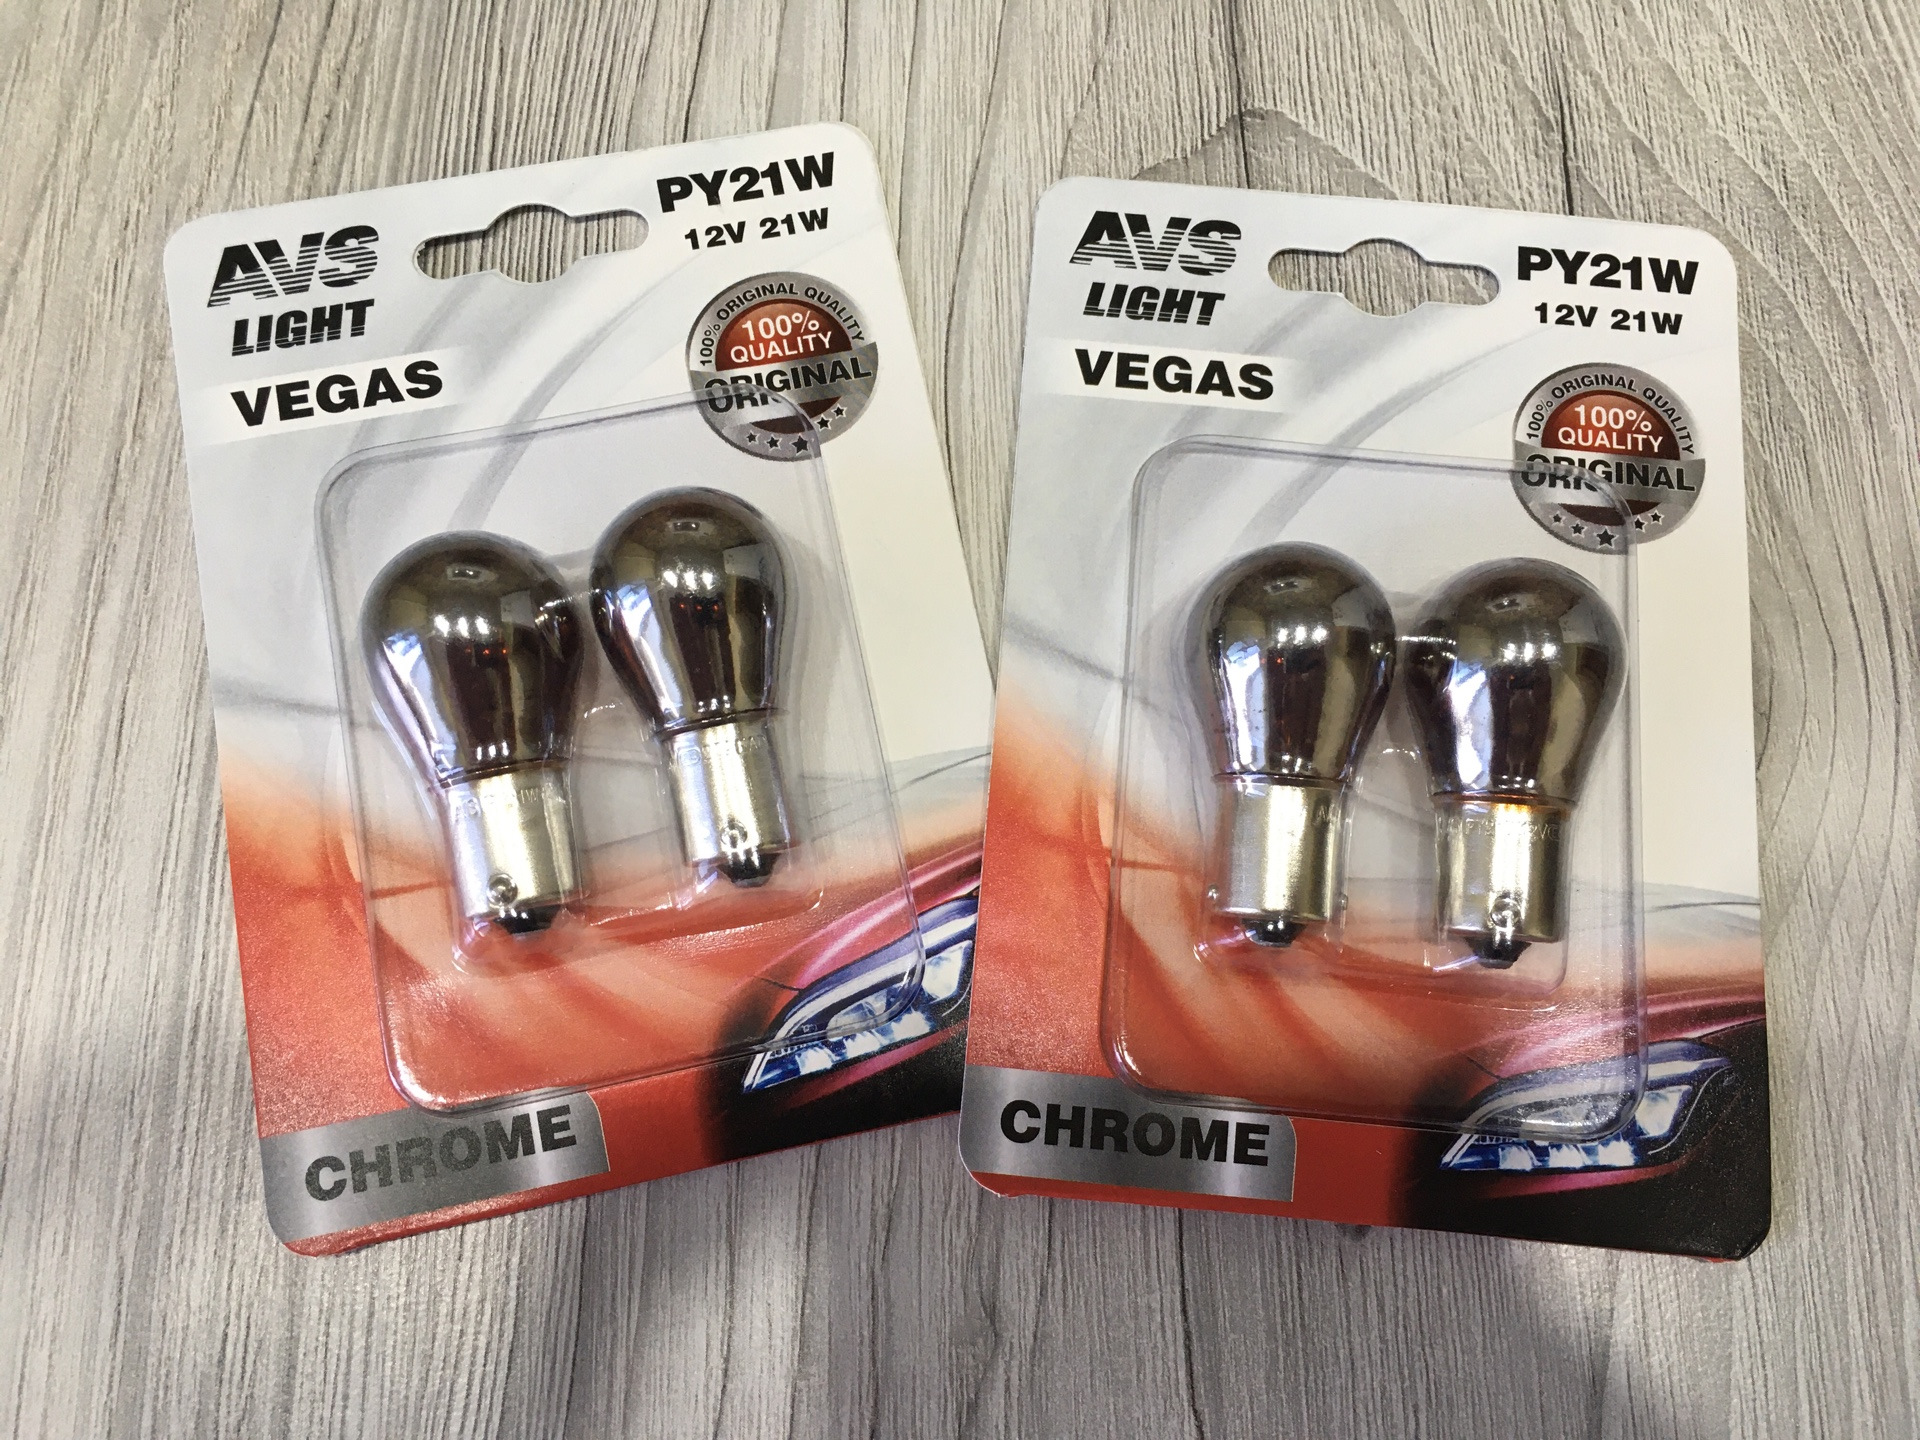 AVS
LIGHT
VEGAS
PY21W
12V 21W
100% ORIGINAL QUALITY
100%
QUALITY
ORIGINAL
CHROME
AVS
LIGHT
VEGAS
PY21W
12V 21W
100% ORIGINAL QUALITY
100%
QUALITY
ORIGINAL
CHROME